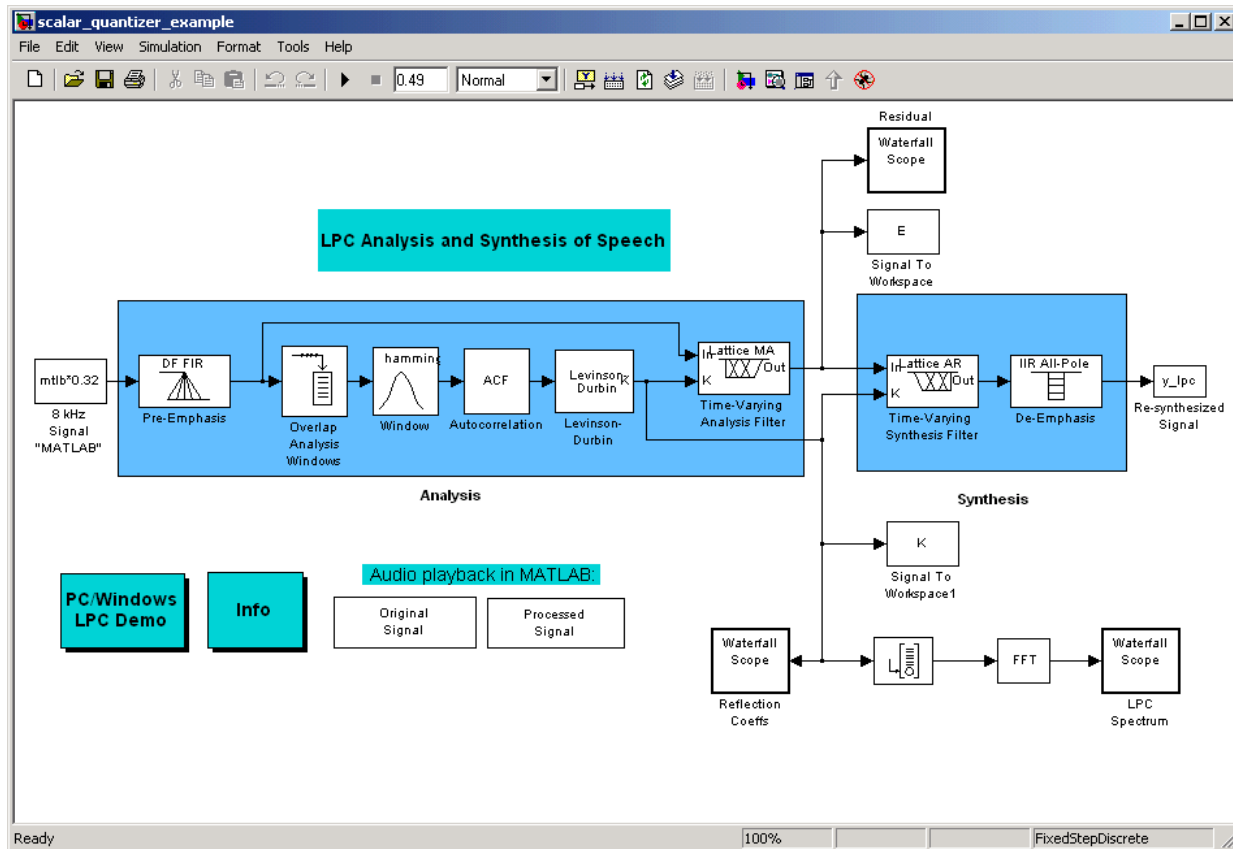 scalar_quantizer_example
File Edit View Simulation Format Tools Help
0.49 Normal
Residual
Waterfall
Scope
LPC Analysis and Synthesis of Speech
E
Signal To
Workspace
mtlb*0.32
8 kHz
Signal
"MATLAB"
DF FIR
Pre-Emphasis
Overlap
Analysis
Windows
hamming
Window
ACF
Autocorrelation
Levinson
Durbin
K
Levinson-
Durbin
Lattice MA
In
K
Out
Time-Varying
Analysis Filter
Lattice AR
In
K
Out
Time-Varying
Synthesis Filter
IIR All-Pole
De-Emphasis
y_lpc
Re-synthesized
Signal
Analysis
Synthesis
K
Signal To
Workspace1
PC/Windows
LPC Demo
Info
Audio playback in MATLAB:
Original
Signal
Processed
Signal
Waterfall
Scope
Reflection
Coeffs
FFT
Waterfall
Scope
LPC
Spectrum
Ready 100% FixedStepDiscrete